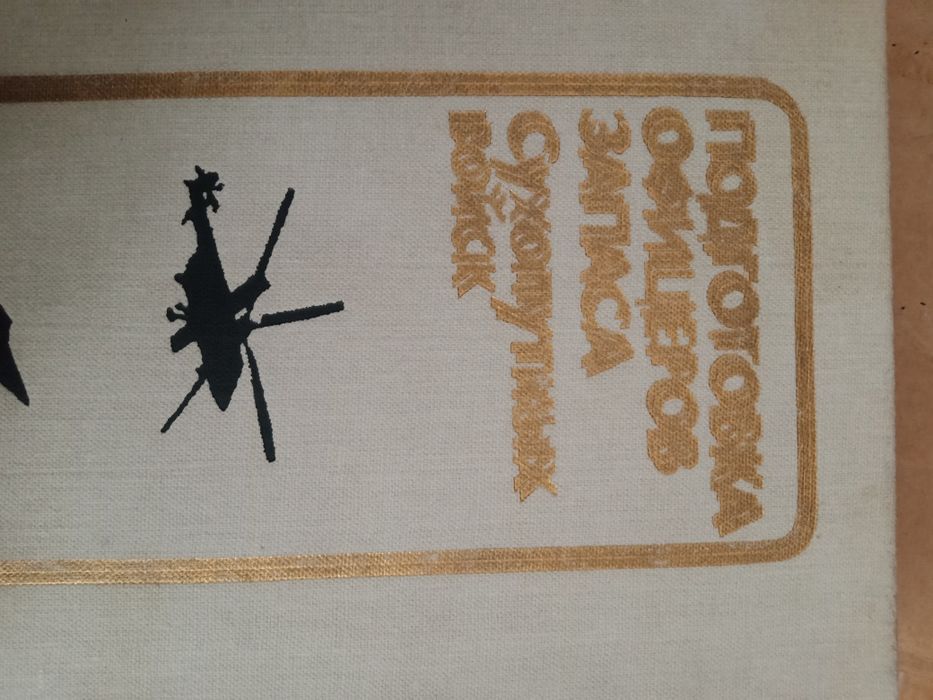 ПОДГОТОВКА
ОФИЦЕРОВ
ЗАПАСА
Сухопутных
войск